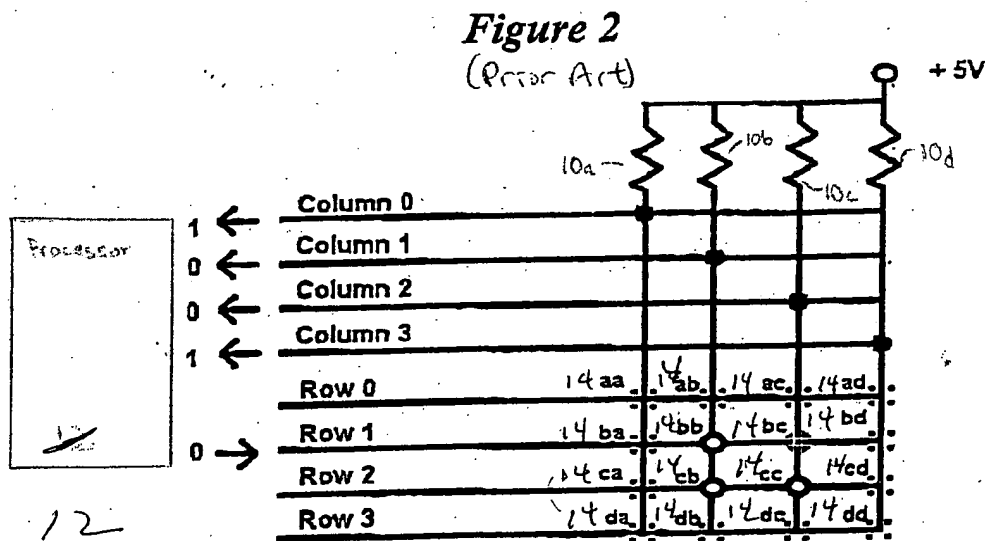 Figure 2
(Prior Art)
+5V
10a
10b
10c
10d
Processor
12
12
1 Column 0
0 Column 1
0 Column 2
1 Column 3
Row 0 14aa 14ab 14ac 14ad
0 Row 1 14ba 14bb 14bc 14bd
Row 2 14ca 14cb 14cc 14cd
Row 3 14da 14db 14dc 14dd